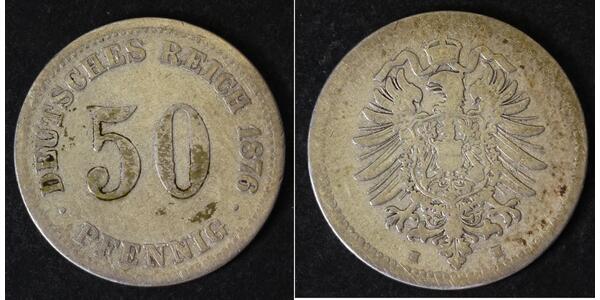 DEUTSCHES REICH 1876
50
· PFENNIG ·